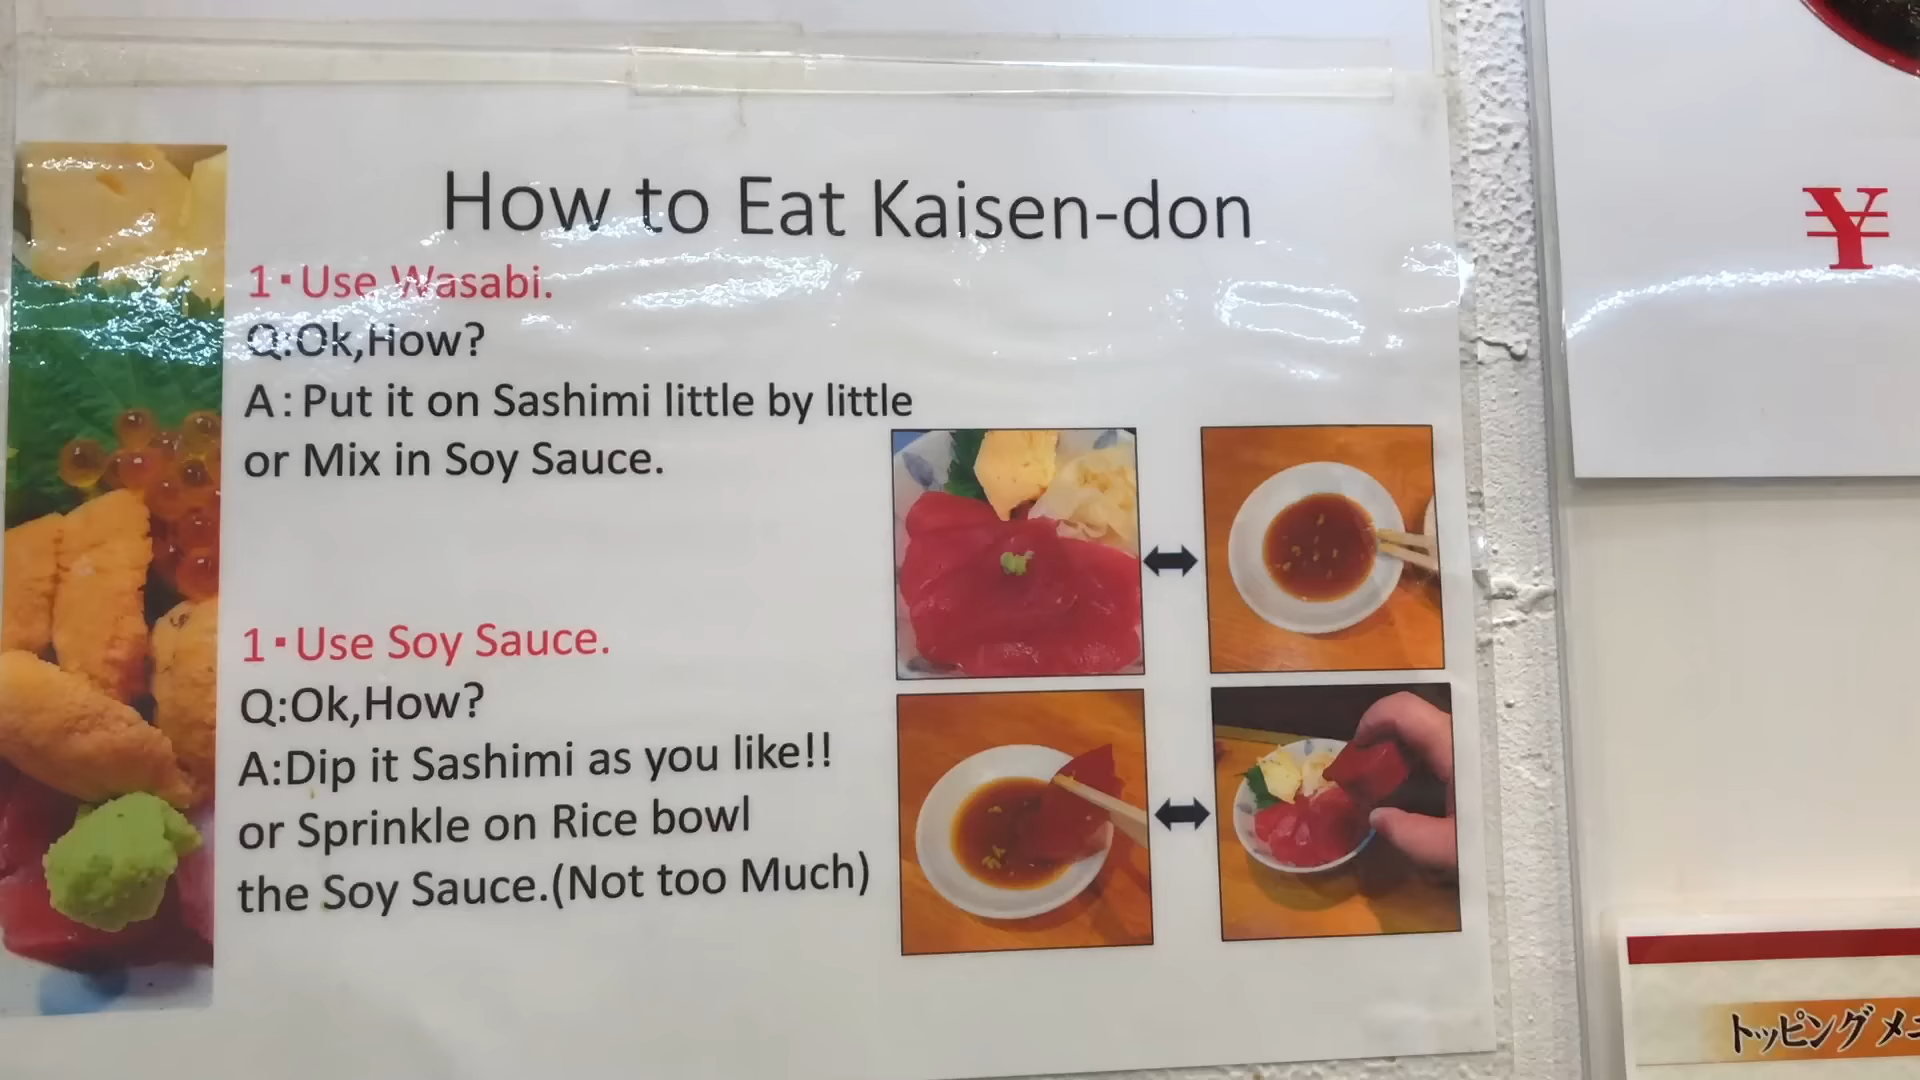 How to Eat Kaisen-don
1・Use Wasabi.
Q:Ok,How?
A:Put it on Sashimi little by little
or Mix in Soy Sauce.
1・Use Soy Sauce.
Q:Ok,How?
A:Dip it Sashimi as you like!!
or Sprinkle on Rice bowl
the Soy Sauce.(Not too Much)
¥
トッピングメニ